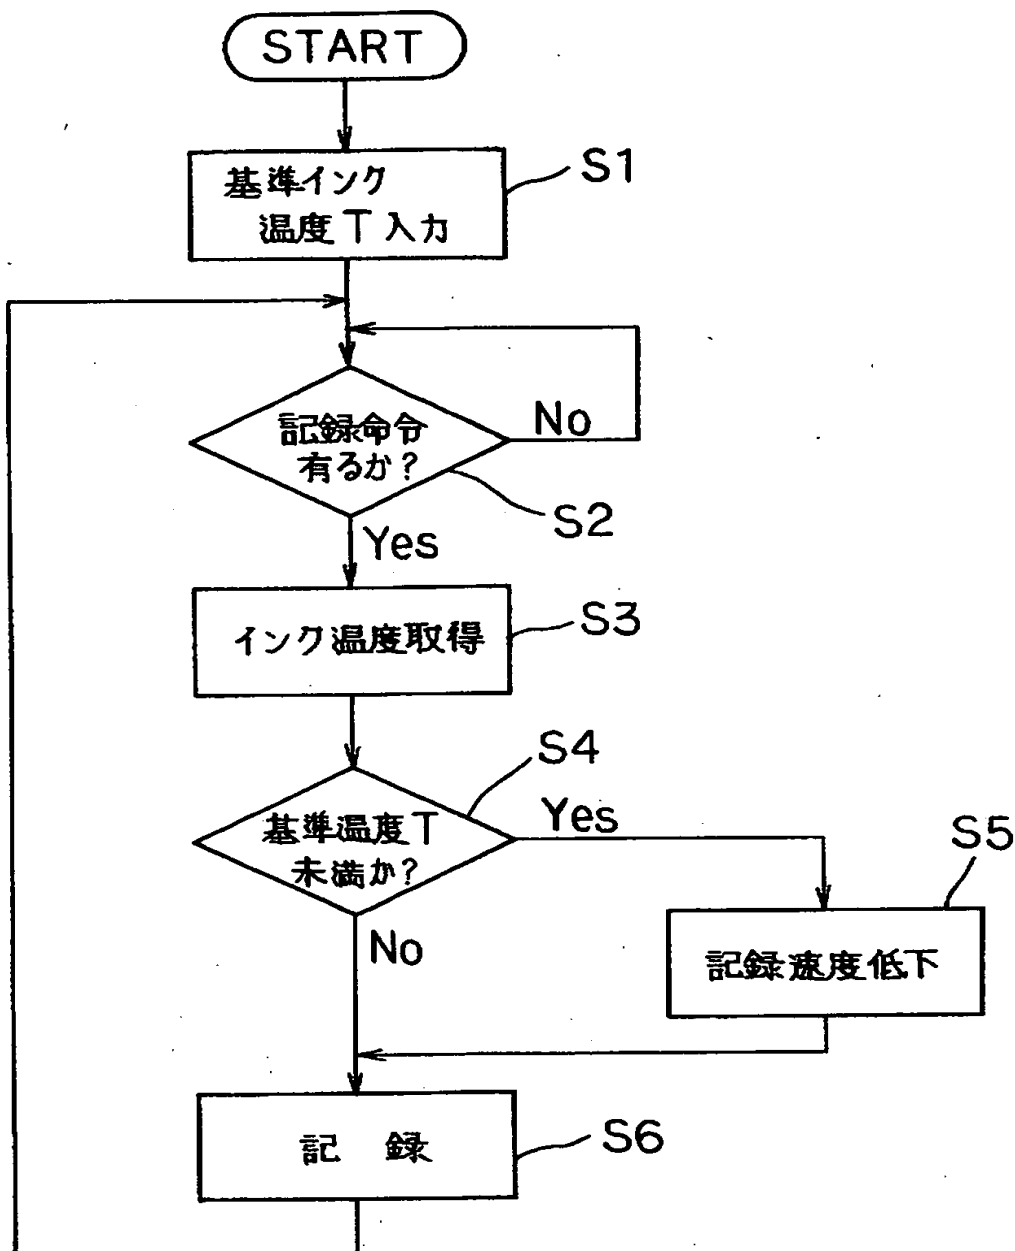 START
基準インク
温度T入力
S1
記録命令
有るか?
No
S2
Yes
インク温度取得
S3
S4
基準温度T
未満か?
Yes
S5
No
記録速度低下
記 録
S6